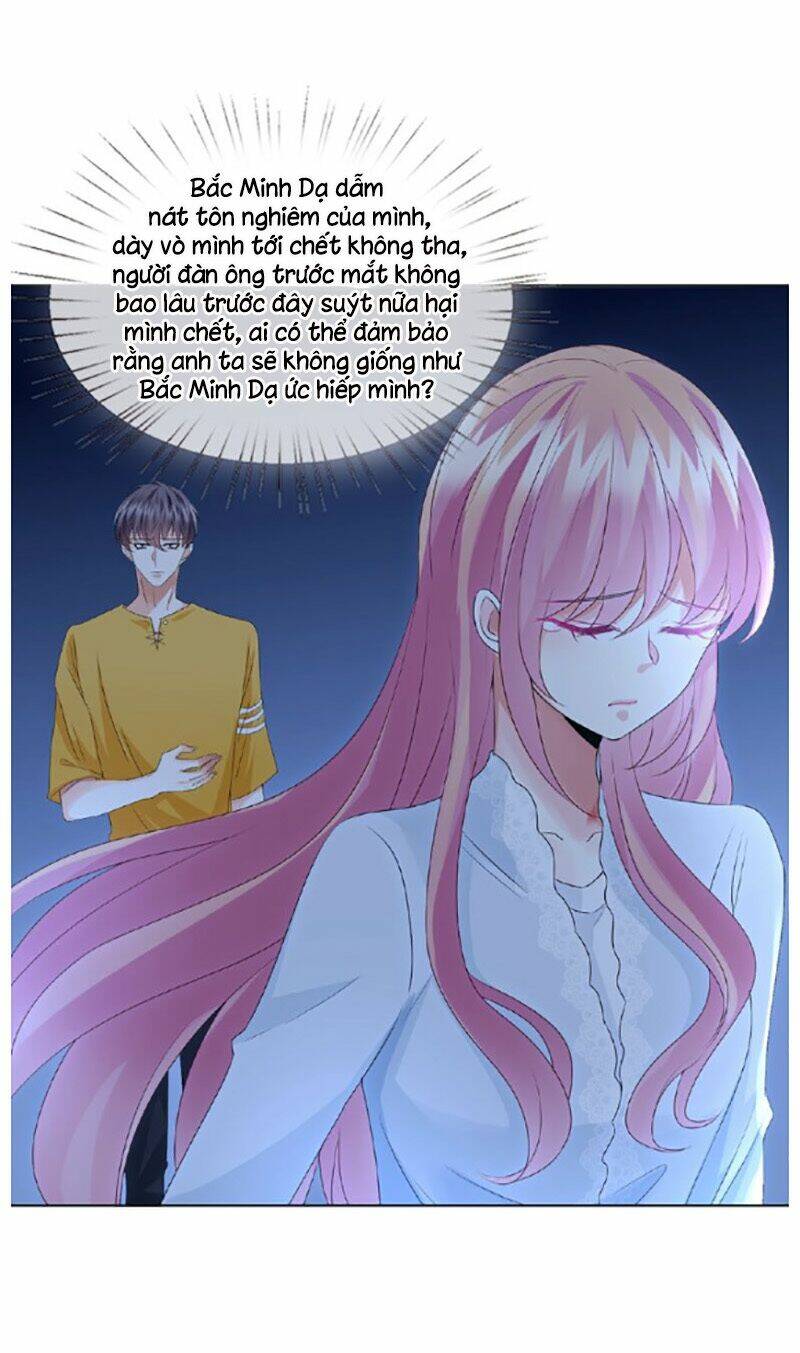 Bắc Minh Dạ dẫm
nát tôn nghiêm của mình,
dày vò mình tới chết không tha,
người đàn ông trước mắt không
bao lâu trước đây suýt nữa hại
mình chết, ai có thể đảm bảo
rằng anh ta sẽ không giống như
Bắc Minh Dạ ức hiếp mình?